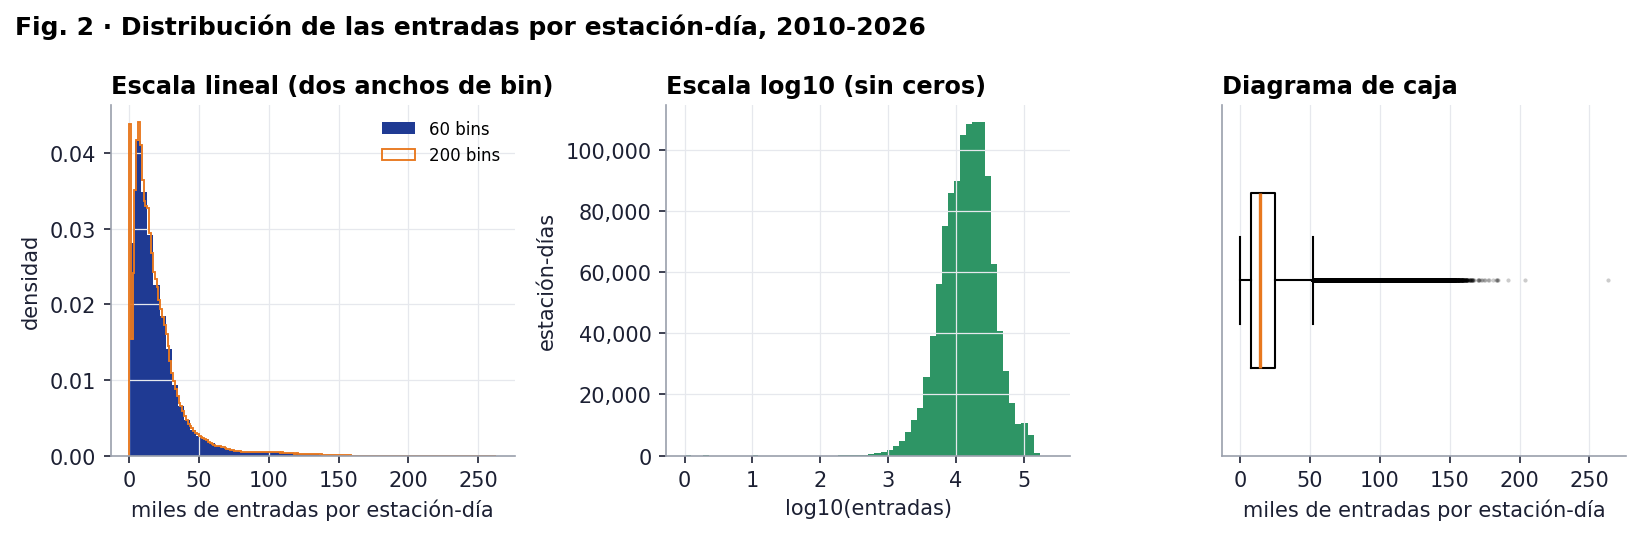 Fig. 2 · Distribución de las entradas por estación-día, 2010-2026
Escala lineal (dos anchos de bin)
60 bins
200 bins
densidad
0.04
0.03
0.02
0.01
0.00
0 50 100 150 200 250
miles de entradas por estación-día
Escala log10 (sin ceros)
estación-días
100,000
80,000
60,000
40,000
20,000
0
0 1 2 3 4 5
log10(entradas)
Diagrama de caja
0 50 100 150 200 250
miles de entradas por estación-día